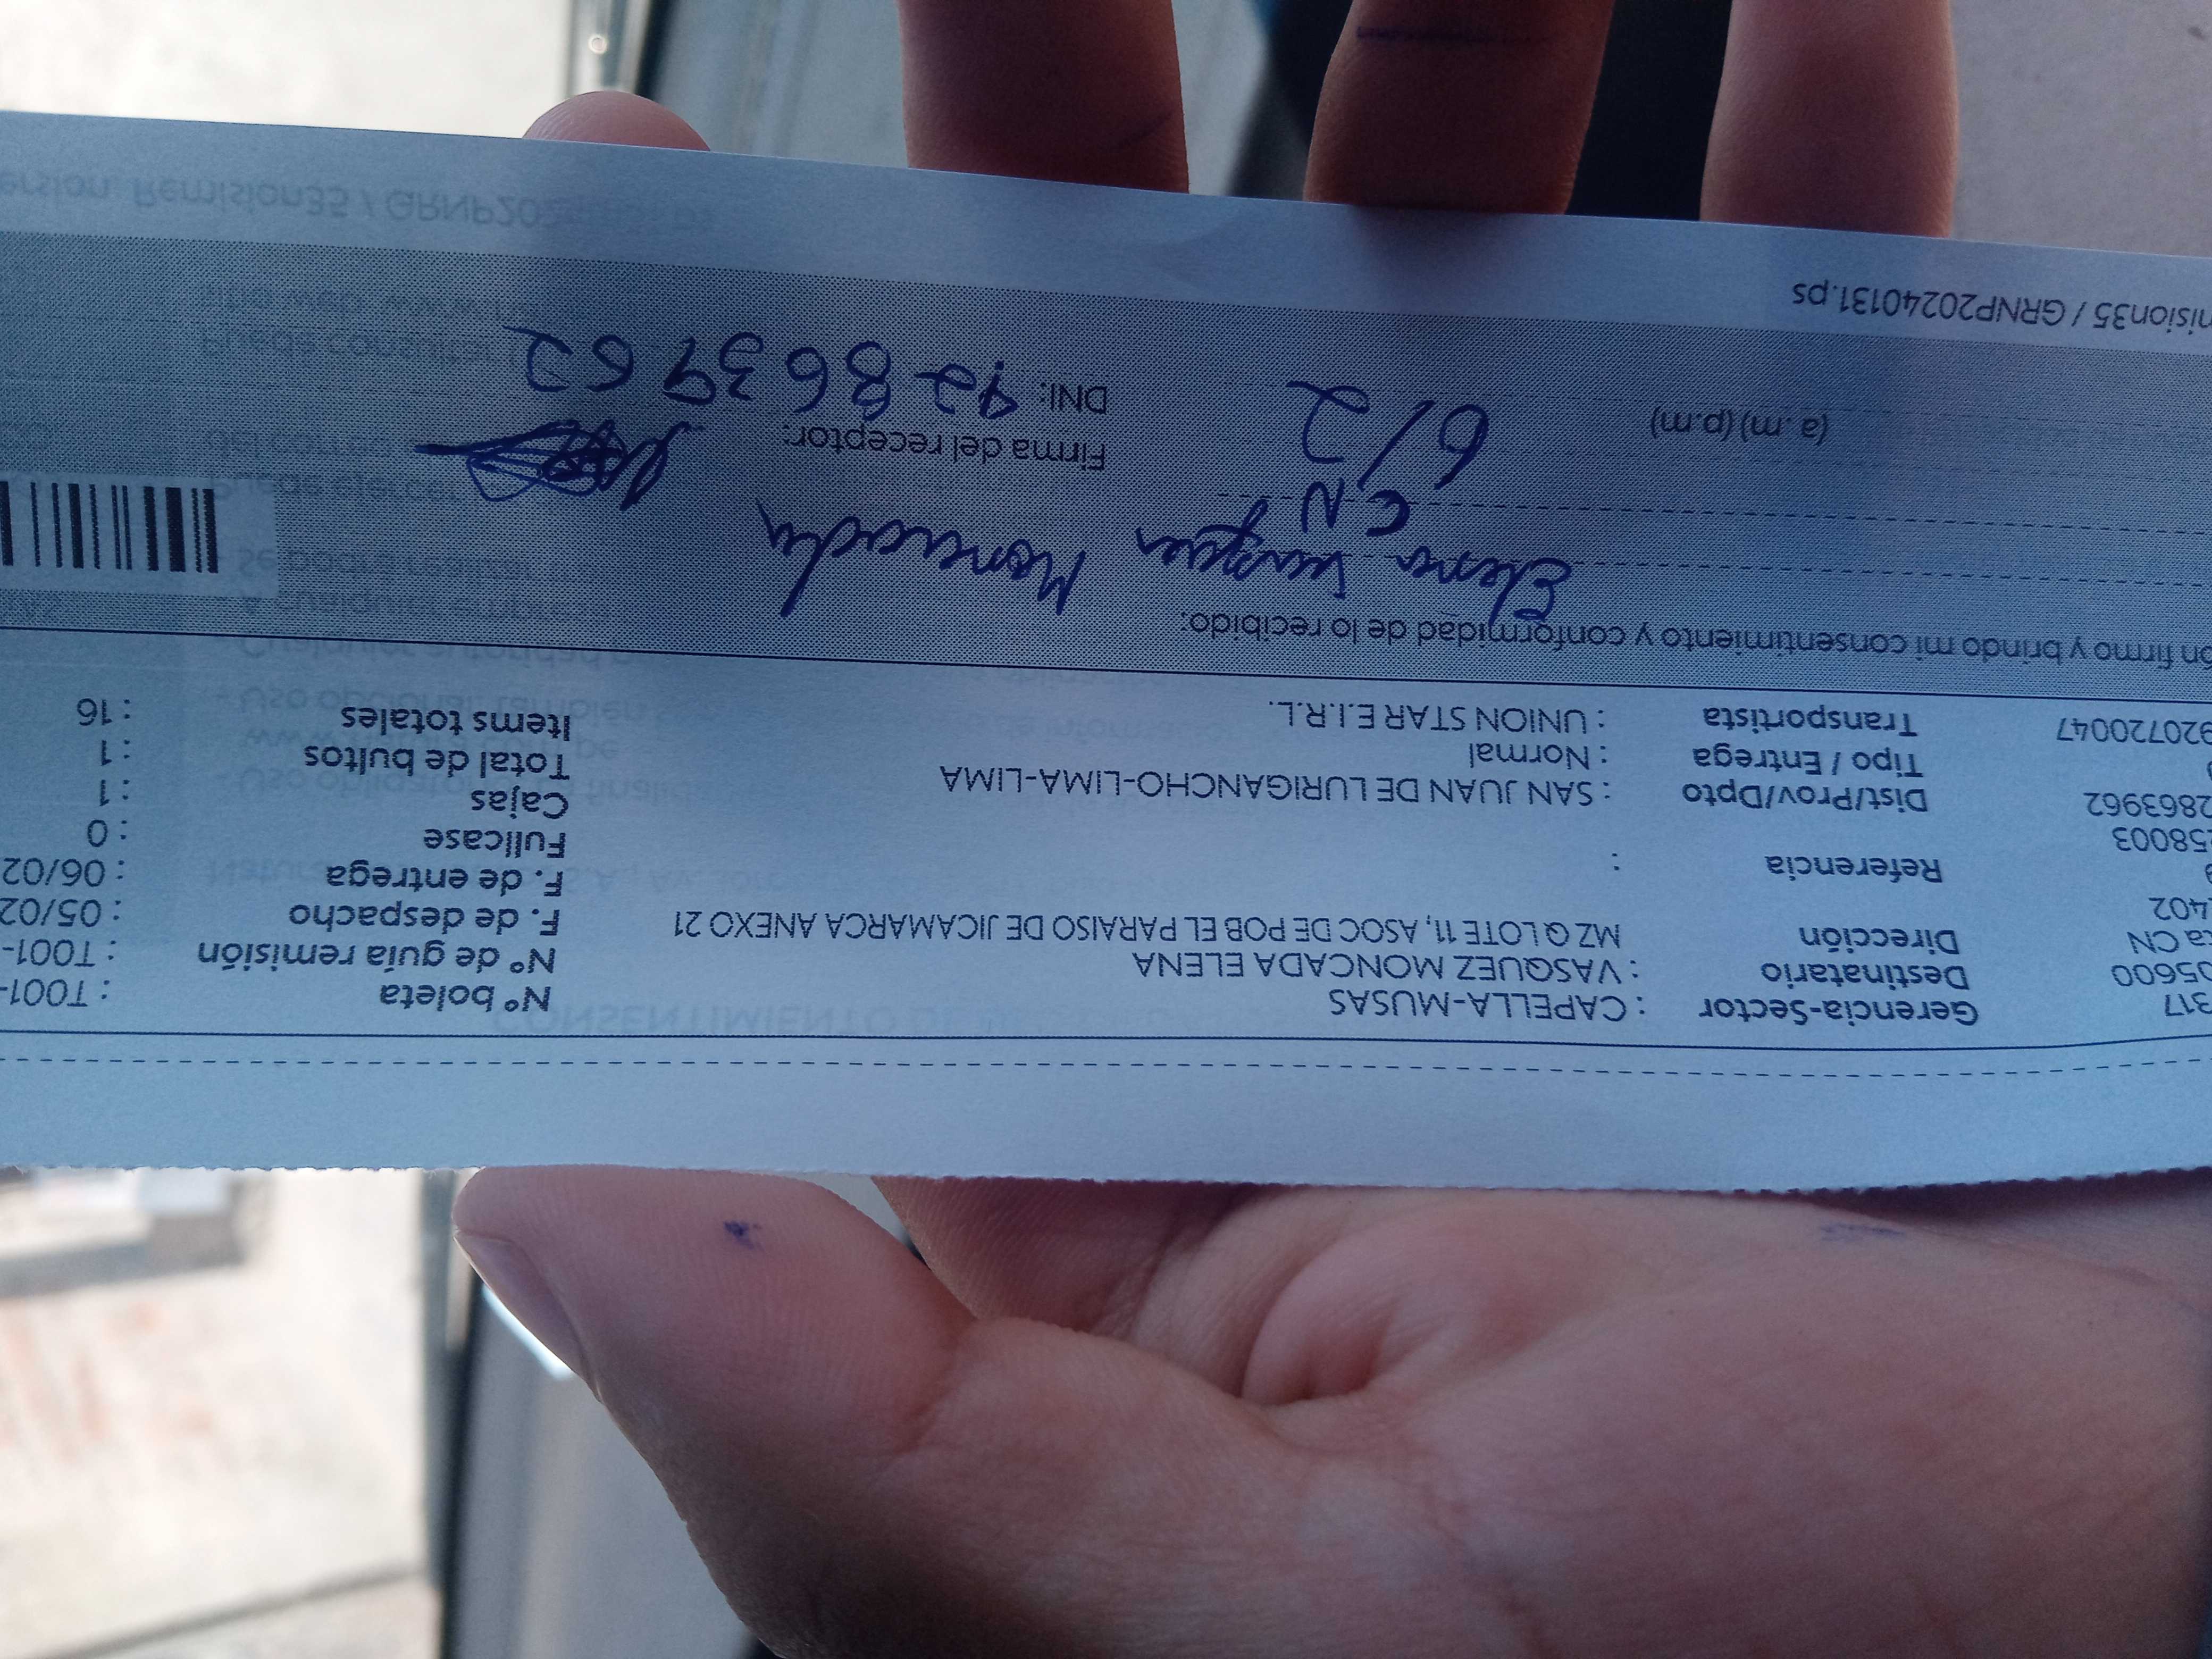 317 Gerencia-Sector : CAPELLA-MUSAS N° boleta : T001-
05600 Destinatario : VASQUEZ MONCADA ELENA N° de guía remisión : T001-
ta CN Dirección : MZ Q LOTE 11, ASOC DE POB EL PARAISO DE JICAMARCA ANEXO 21 F. de despacho : 05/02
402 F. de entrega : 06/02
Referencia : Fullcase : 0
58003 Cajas : 1
2863962 Dist/Prov/Dpto : SAN JUAN DE LURIGANCHO-LIMA-LIMA Total de bultos : 1
Tipo / Entrega : Normal Items totales : 16
920720047 Transportista : UNION STAR E.I.R.L.
ón firmo y brindo mi consentimiento y conformidad de lo recibido:
Elena Vasquez Moncada
CN
Firma del receptor:
(a.m) (p.m) 6/2 DNI: 42863962
nision35 / GRNP20240131.ps